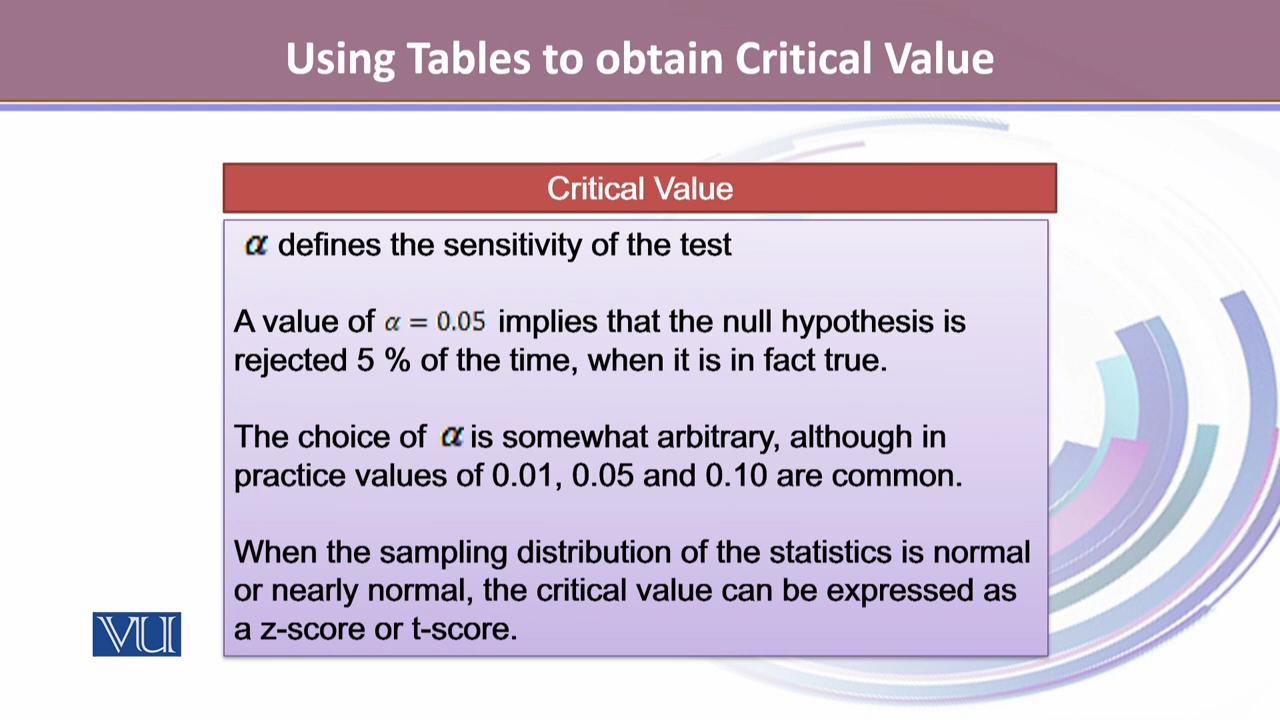 Using Tables to obtain Critical Value
Critical Value
α defines the sensitivity of the test
A value of α = 0.05 implies that the null hypothesis is
rejected 5 % of the time, when it is in fact true.
The choice of α is somewhat arbitrary, although in
practice values of 0.01, 0.05 and 0.10 are common.
When the sampling distribution of the statistics is normal
or nearly normal, the critical value can be expressed as
a z-score or t-score.
VU